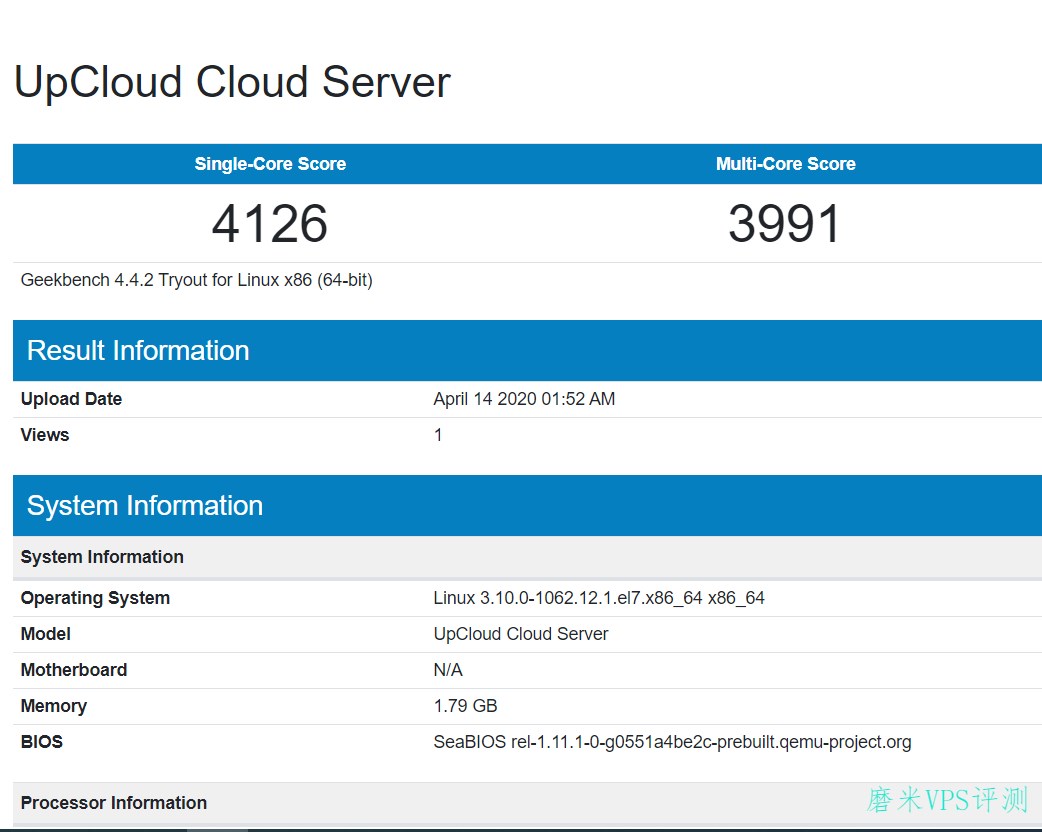 UpCloud Cloud Server
Single-Core Score Multi-Core Score
4126 3991
Geekbench 4.4.2 Tryout for Linux x86 (64-bit)
Result Information
Upload Date April 14 2020 01:52 AM
Views 1
System Information
System Information
Operating System Linux 3.10.0-1062.12.1.el7.x86_64 x86_64
Model UpCloud Cloud Server
Motherboard N/A
Memory 1.79 GB
BIOS SeaBIOS rel-1.11.1-0-g0551a4be2c-prebuilt.qemu-project.org
Processor Information
磨米VPS评测